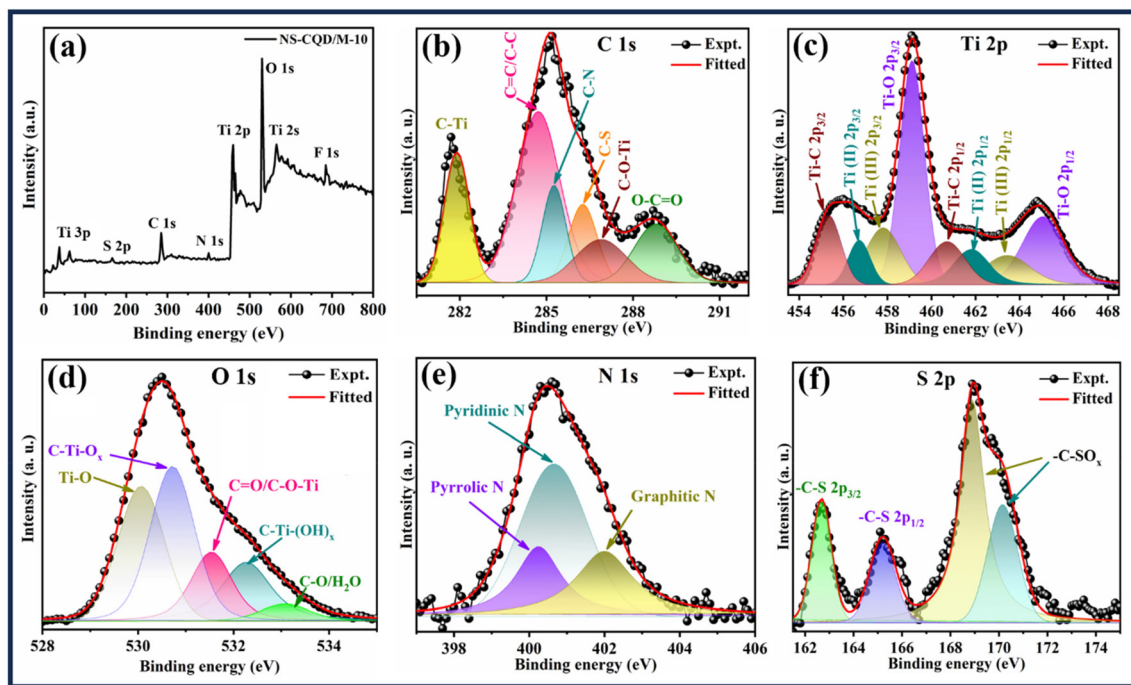 (a)
NS-CQD/M-10
O 1s
Ti 2p
Ti 2s
F 1s
Ti 3p
S 2p
C 1s
N 1s
Intensity (a.u.)
0 100 200 300 400 500 600 700 800
Binding energy (eV)
(b)
C 1s
Expt.
Fitted
C-Ti
C=C/C-C
C-N
C-S
C-O-Ti
O-C=O
Intensity (a.u.)
282 285 288 291
Binding energy (eV)
(c)
Ti 2p
Expt.
Fitted
Ti-C 2p3/2
Ti (II) 2p3/2
Ti (III) 2p3/2
Ti-O 2p3/2
Ti-C 2p1/2
Ti (II) 2p1/2
Ti (III) 2p1/2
Ti-O 2p1/2
Intensity (a.u.)
454 456 458 460 462 464 466 468
Binding energy (eV)
(d)
O 1s
Expt.
Fitted
C-Ti-Ox
Ti-O
C=O/C-O-Ti
C-Ti-(OH)x
C-O/H2O
Intensity (a. u.)
528 530 532 534
Binding energy (eV)
(e)
N 1s
Expt.
Fitted
Pyridinic N
Pyrrolic N
Graphitic N
Intensity (a. u.)
398 400 402 404 406
Binding energy (eV)
(f)
S 2p
Expt.
Fitted
-C-S 2p3/2
-C-S 2p1/2
-C-SOx
Intensity (a. u.)
162 164 166 168 170 172 174
Binding energy (eV)